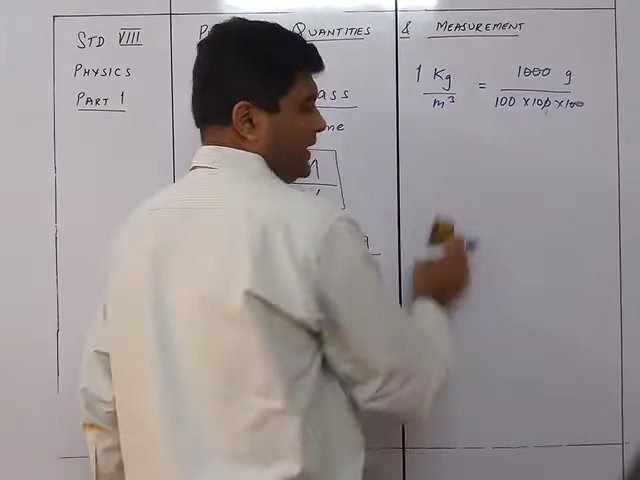 STD VIII
PHYSICS
PART 1
QUANTITIES & MEASUREMENT
1 Kg
m³
=
1000 g
100 × 100 × 100